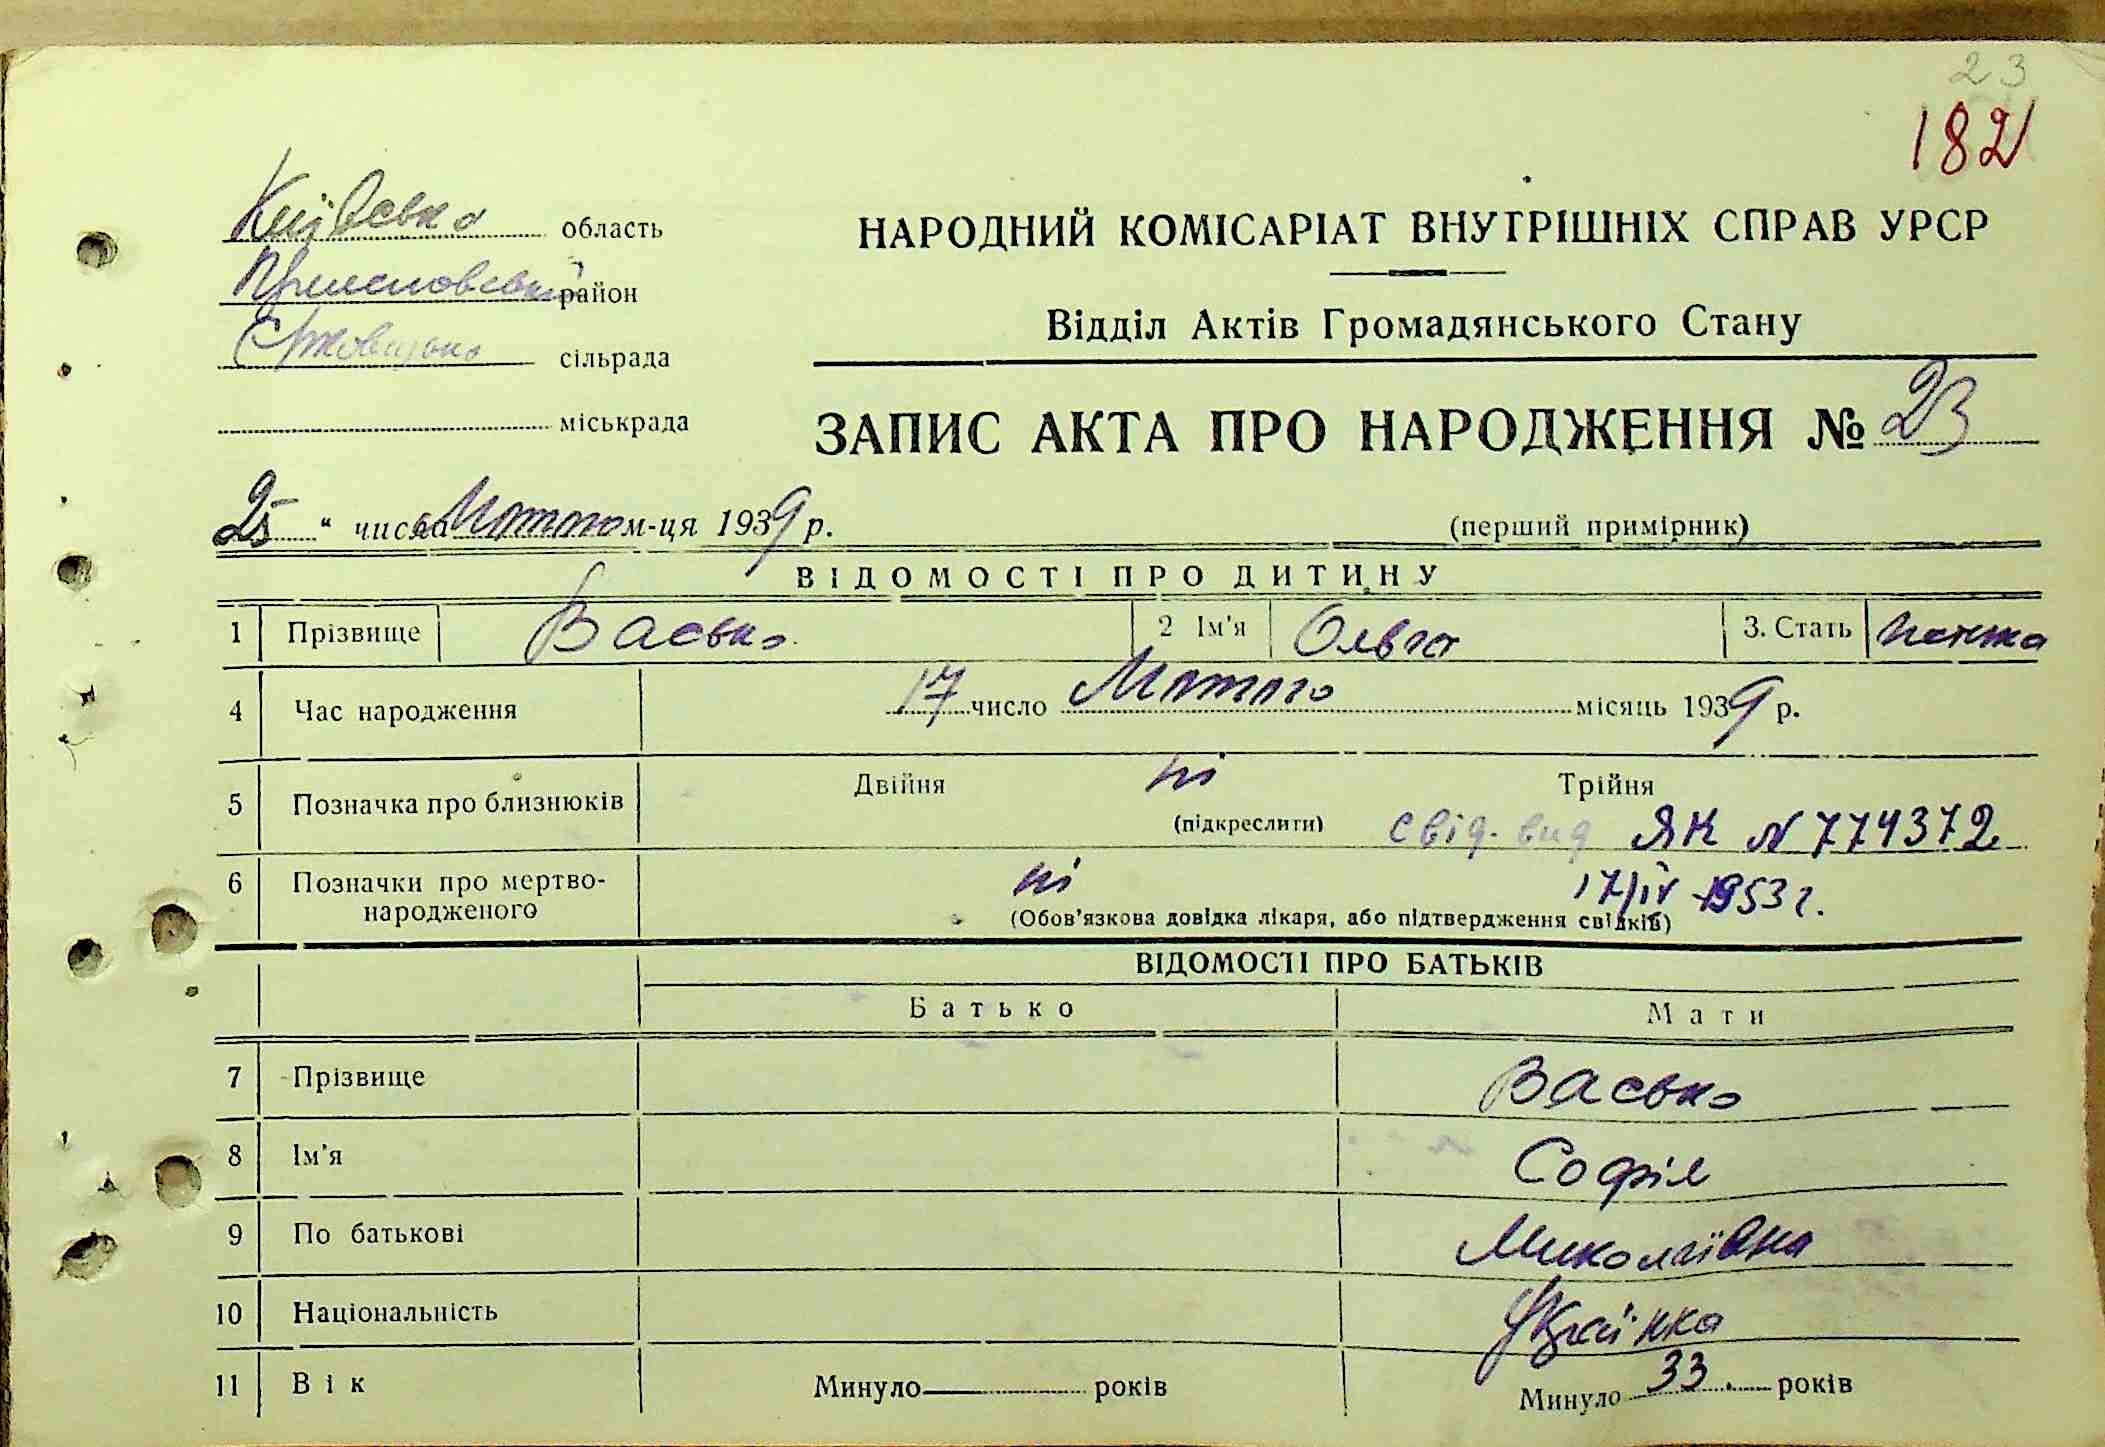 23
182
Київська область
район
сільрада
міськрада
НАРОДНИЙ КОМІСАРІАТ ВНУТРІШНІХ СПРАВ УРСР
Відділ Актів Громадянського Стану
ЗАПИС АКТА ПРО НАРОДЖЕННЯ № 23
25 " числа Лютого м-ця 1939 р.
(перший примірник)
ВІДОМОСТІ ПРО ДИТИНУ
1 Прізвище Васько 2 Ім'я Ольга 3. Стать
4 Час народження 17 число Лютого місяць 1939 р.
5 Позначка про близнюків Двійня ні Трійня
(підкреслити) свід. вид ЯК N 774372
6 Позначки про мертво- ні 17/IV-1953 г.
народженого (Обов'язкова довідка лікаря, або підтвердження свідків)
ВІДОМОСТІ ПРО БАТЬКІВ
Батько Мати
7 Прізвище Васько
8 Ім'я Софія
9 По батькові Миколаївна
10 Національність Українка
11 Вік Минуло років Минуло 33 років